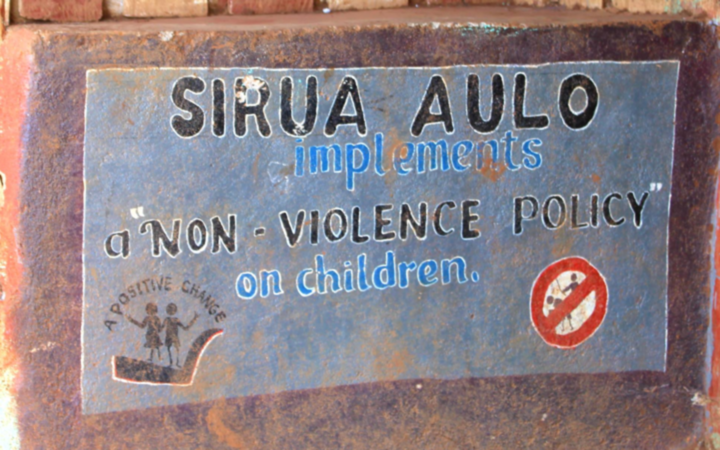 SIRUA AULO
implements
a "NON - VIOLENCE POLICY"
on children.
A POSITIVE CHANGE